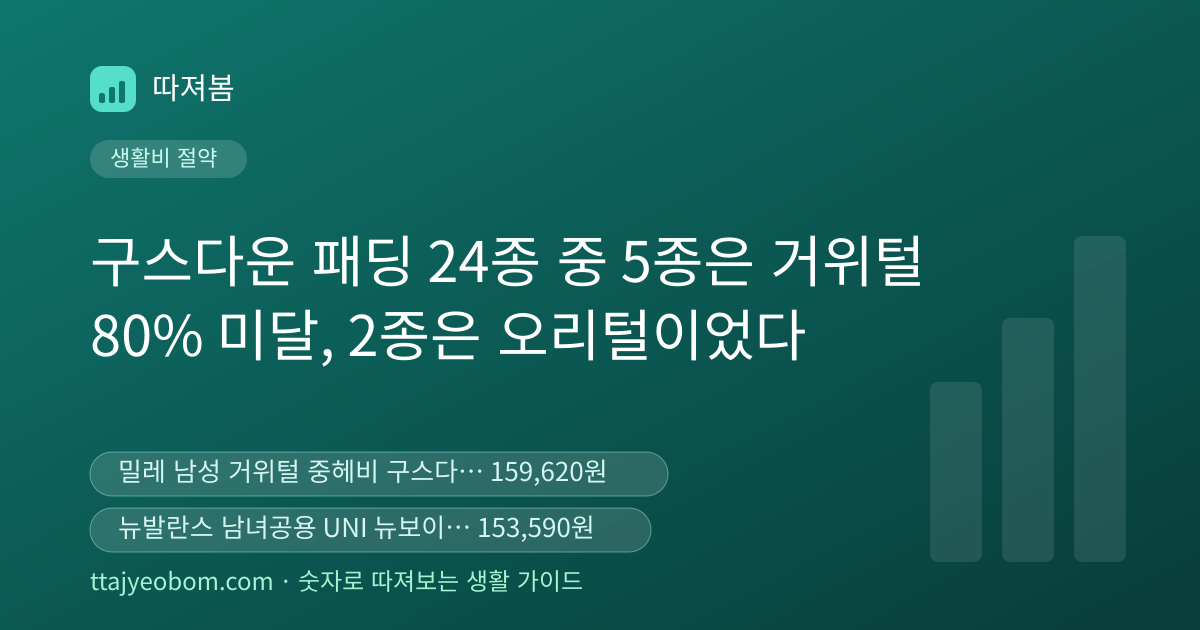 따져봄
생활비 절약
구스다운 패딩 24종 중 5종은 거위털
80% 미달, 2종은 오리털이었다
밀레 남성 거위털 중헤비 구스다… 159,620원
뉴발란스 남녀공용 UNI 뉴보이… 153,590원
ttajyeobom.com · 숫자로 따져보는 생활 가이드